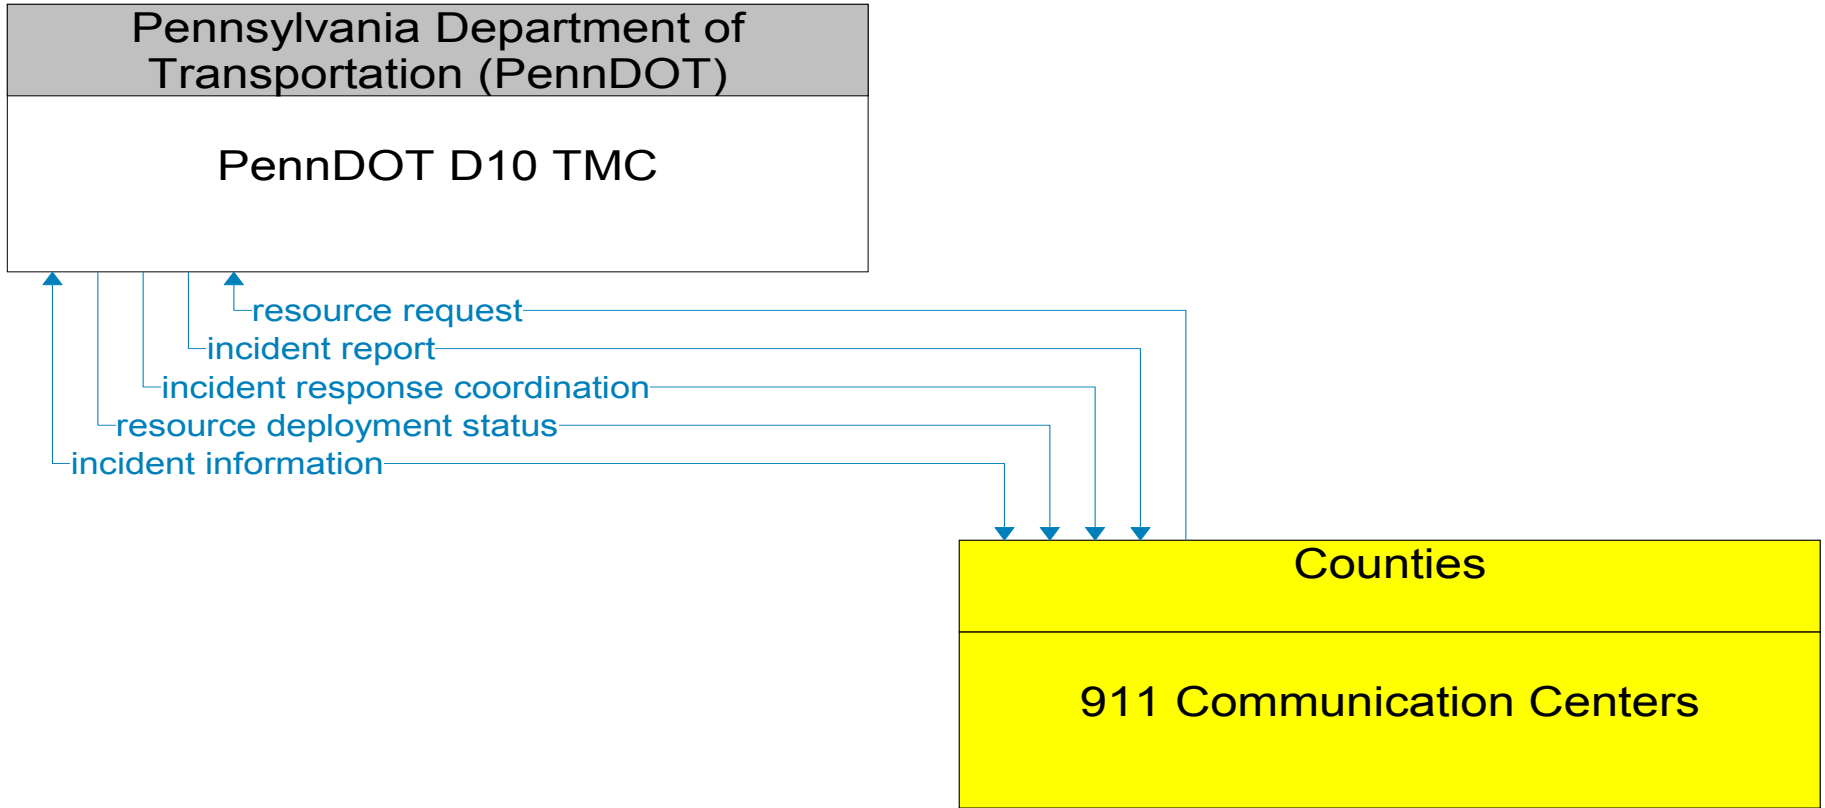 Pennsylvania Department of
Transportation (PennDOT)
PennDOT D10 TMC
resource request
incident report
incident response coordination
resource deployment status
incident information
Counties
911 Communication Centers